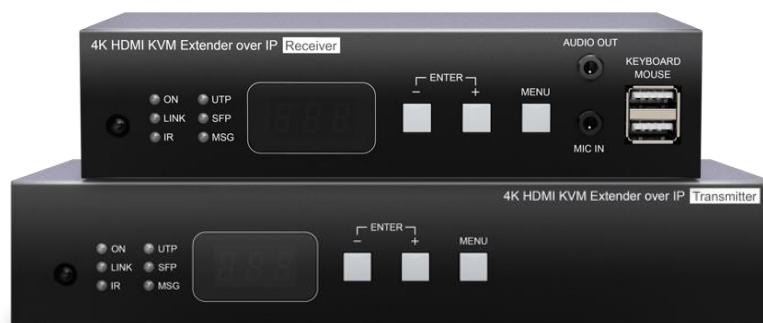 4K HDMI KVM Extender over IP Receiver
AUDIO OUT
KEYBOARD
MOUSE
ENTER
- + MENU
ON UTP
LINK SFP
IR MSG
MIC IN
4K HDMI KVM Extender over IP Transmitter
ENTER
- + MENU
ON UTP
LINK SFP
IR MSG